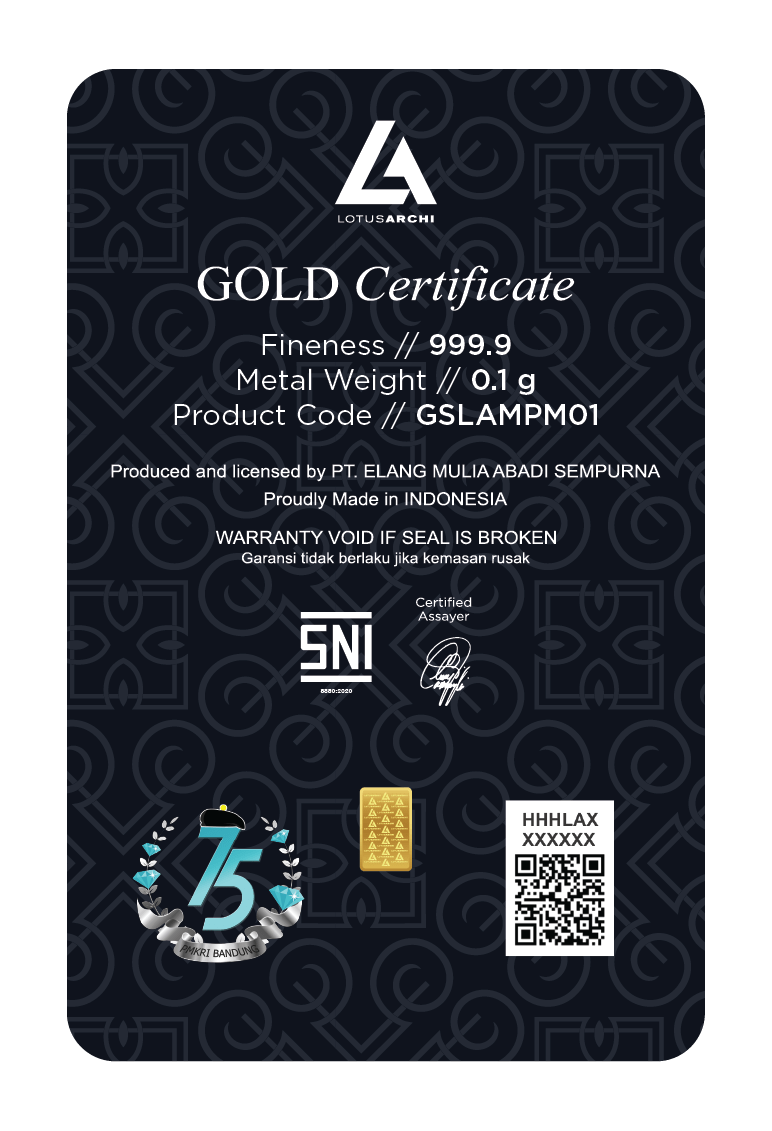 LOTUSARCHI
GOLD Certificate
Fineness // 999.9
Metal Weight // 0.1 g
Product Code // GSLAMPM01
Produced and licensed by PT. ELANG MULIA ABADI SEMPURNA
Proudly Made in INDONESIA
WARRANTY VOID IF SEAL IS BROKEN
Garansi tidak berlaku jika kemasan rusak
SNI
8880:2020
Certified
Assayer
75
PMKRI BANDUNG
HHHLAX
XXXXXX